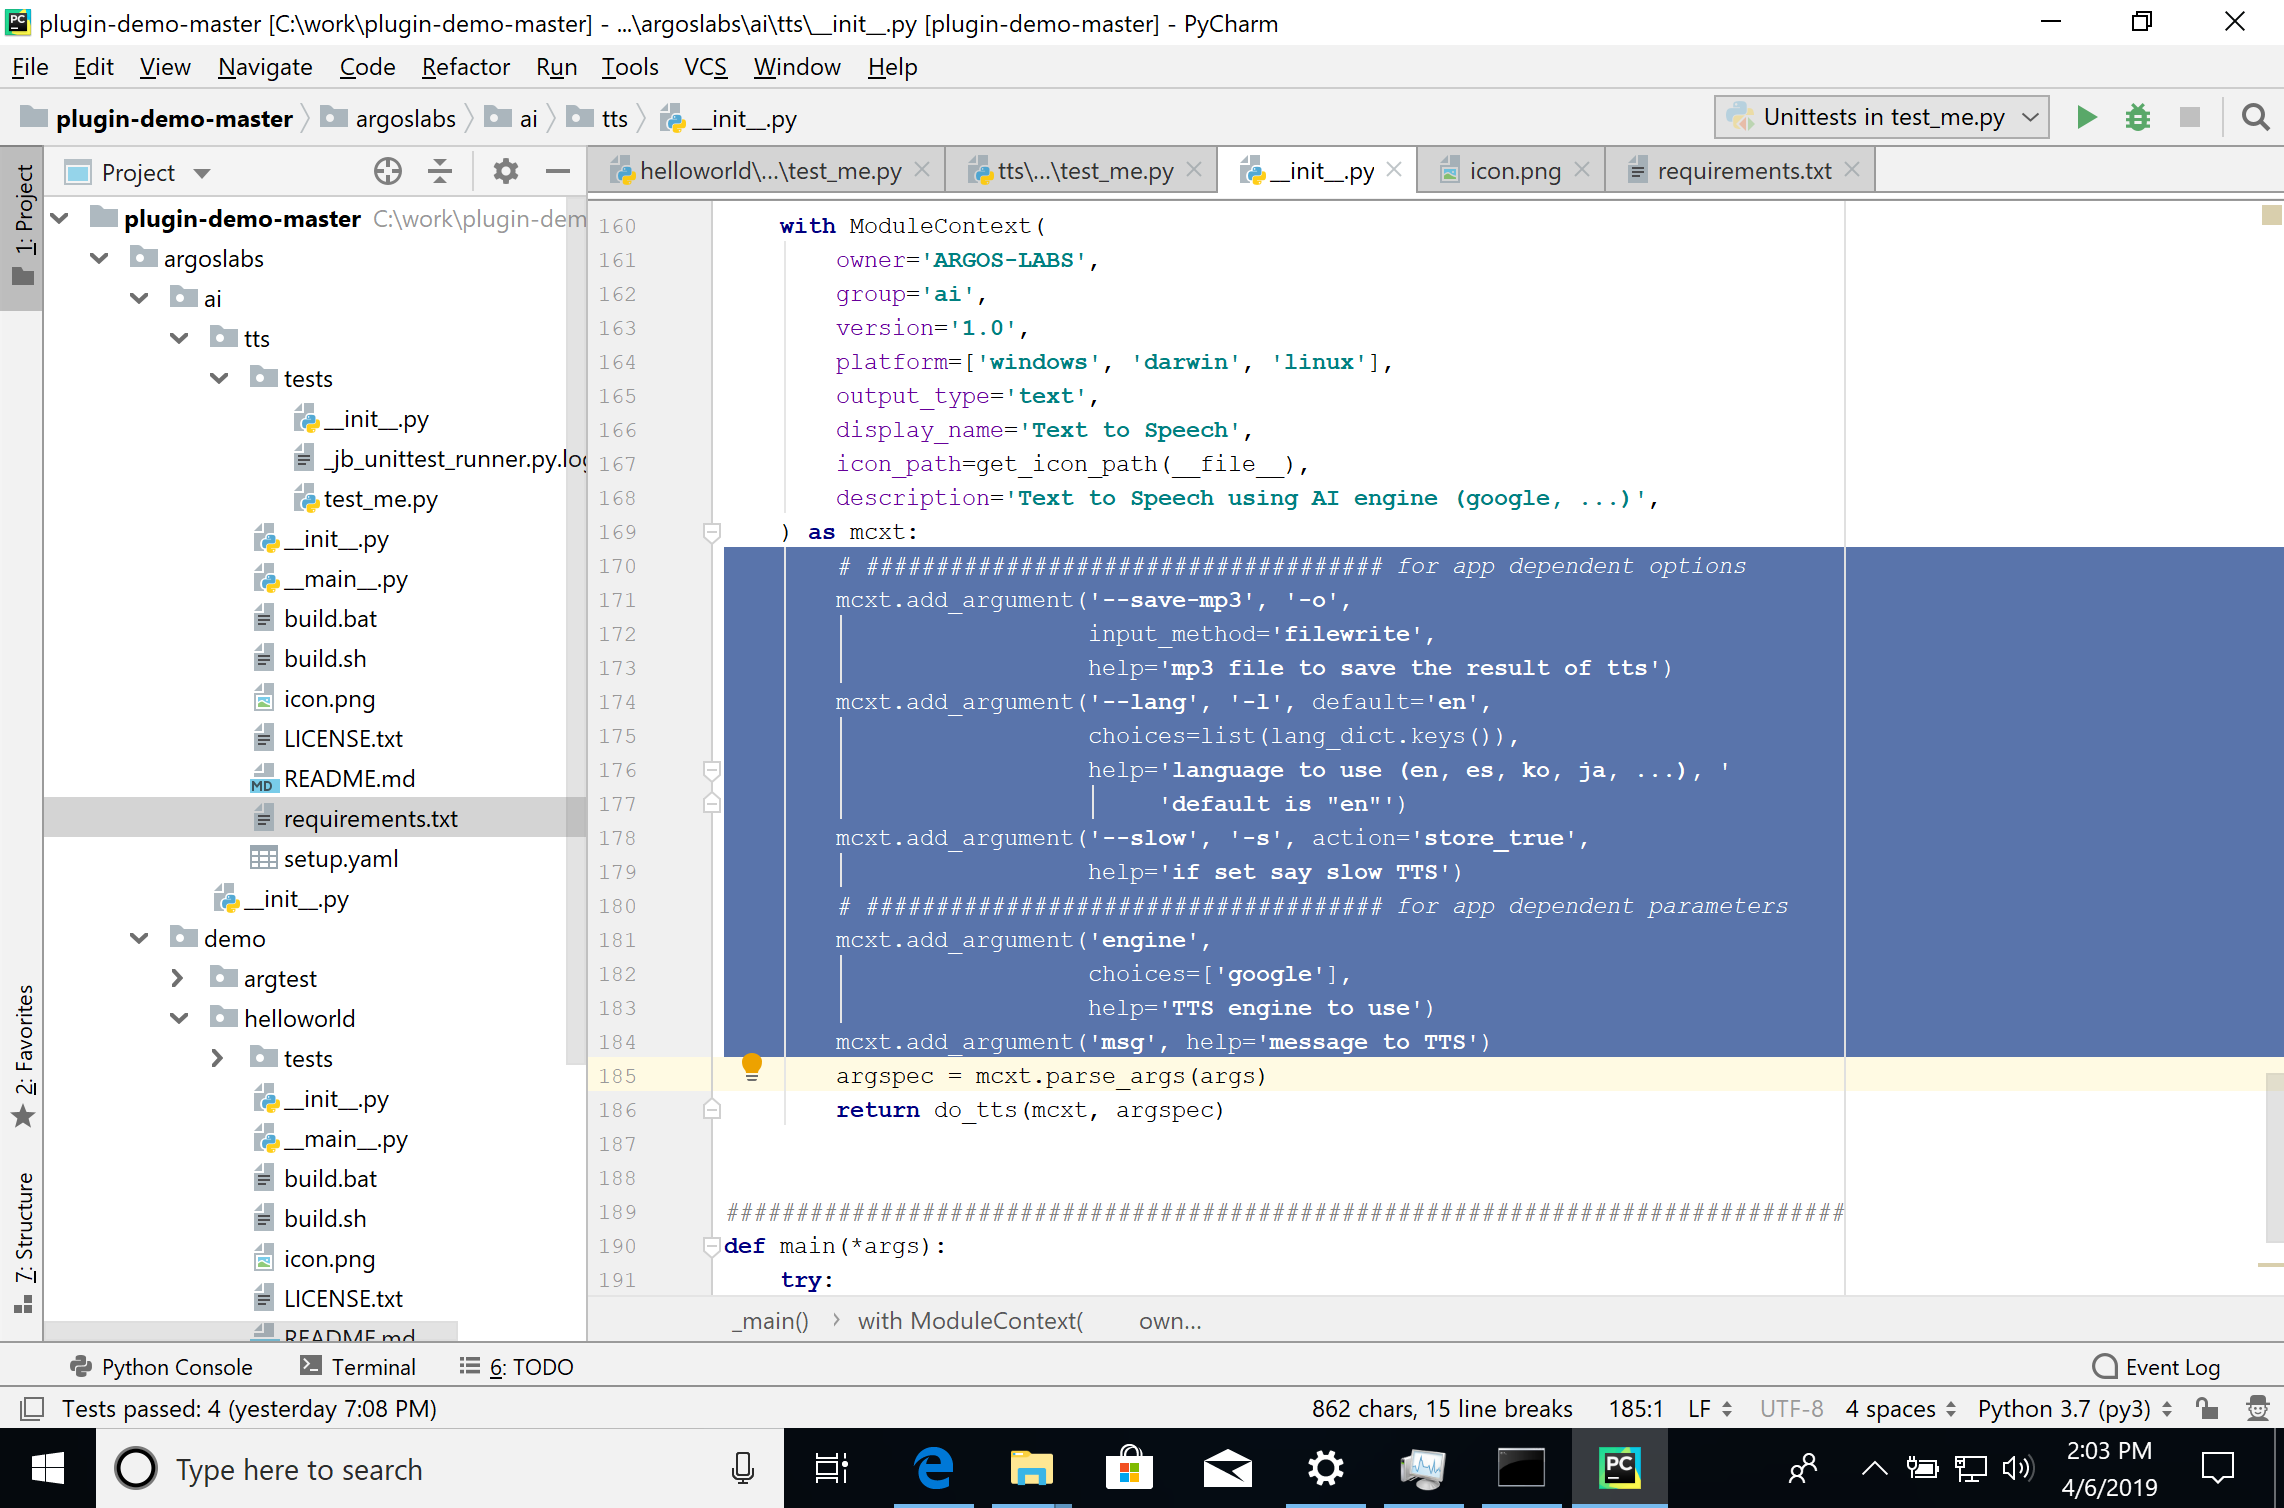 plugin-demo-master [C:\work\plugin-demo-master] - ...\argoslabs\ai\tts\__init__.py [plugin-demo-master] - PyCharm
File Edit View Navigate Code Refactor Run Tools VCS Window Help
plugin-demo-master argoslabs ai tts __init__.py Unittests in test_me.py
1: Project
Project
helloworld\...\test_me.py tts\...\test_me.py __init__.py icon.png requirements.txt
plugin-demo-master C:\work\plugin-dem
argoslabs
ai
tts
tests
__init__.py
_jb_unittest_runner.py.log
test_me.py
__init__.py
__main__.py
build.bat
build.sh
icon.png
LICENSE.txt
MD README.md
requirements.txt
setup.yaml
__init__.py
demo
argtest
helloworld
tests
__init__.py
__main__.py
build.bat
build.sh
icon.png
LICENSE.txt
README.md
2: Favorites
7: Structure
160 with ModuleContext(
161 owner='ARGOS-LABS',
162 group='ai',
163 version='1.0',
164 platform=['windows', 'darwin', 'linux'],
165 output_type='text',
166 display_name='Text to Speech',
167 icon_path=get_icon_path(__file__),
168 description='Text to Speech using AI engine (google, ...)',
169 ) as mcxt:
170 # ##################################### for app dependent options
171 mcxt.add_argument('--save-mp3', '-o',
172 input_method='filewrite',
173 help='mp3 file to save the result of tts')
174 mcxt.add_argument('--lang', '-l', default='en',
175 choices=list(lang_dict.keys()),
176 help='language to use (en, es, ko, ja, ...), '
177 'default is "en"')
178 mcxt.add_argument('--slow', '-s', action='store_true',
179 help='if set say slow TTS')
180 # ##################################### for app dependent parameters
181 mcxt.add_argument('engine',
182 choices=['google'],
183 help='TTS engine to use')
184 mcxt.add_argument('msg', help='message to TTS')
185 argspec = mcxt.parse_args(args)
186 return do_tts(mcxt, argspec)
187
188
189 ################################################################################
190 def main(*args):
191 try:
_main() › with ModuleContext( own...
Python Console Terminal 6: TODO Event Log
Tests passed: 4 (yesterday 7:08 PM) 862 chars, 15 line breaks 185:1 LF UTF-8 4 spaces Python 3.7 (py3)
Type here to search
PC
2:03 PM
4/6/2019